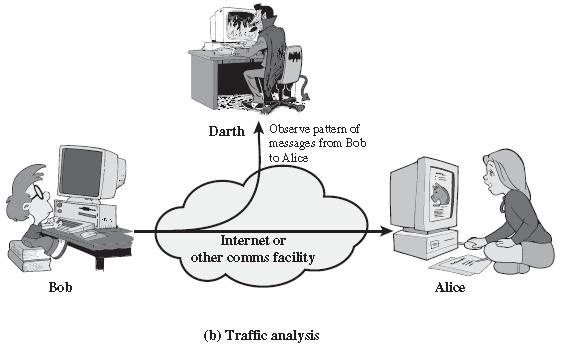 Darth
Observe pattern of
messages from Bob
to Alice
Internet or
other comms facility
Bob
Alice
(b) Traffic analysis